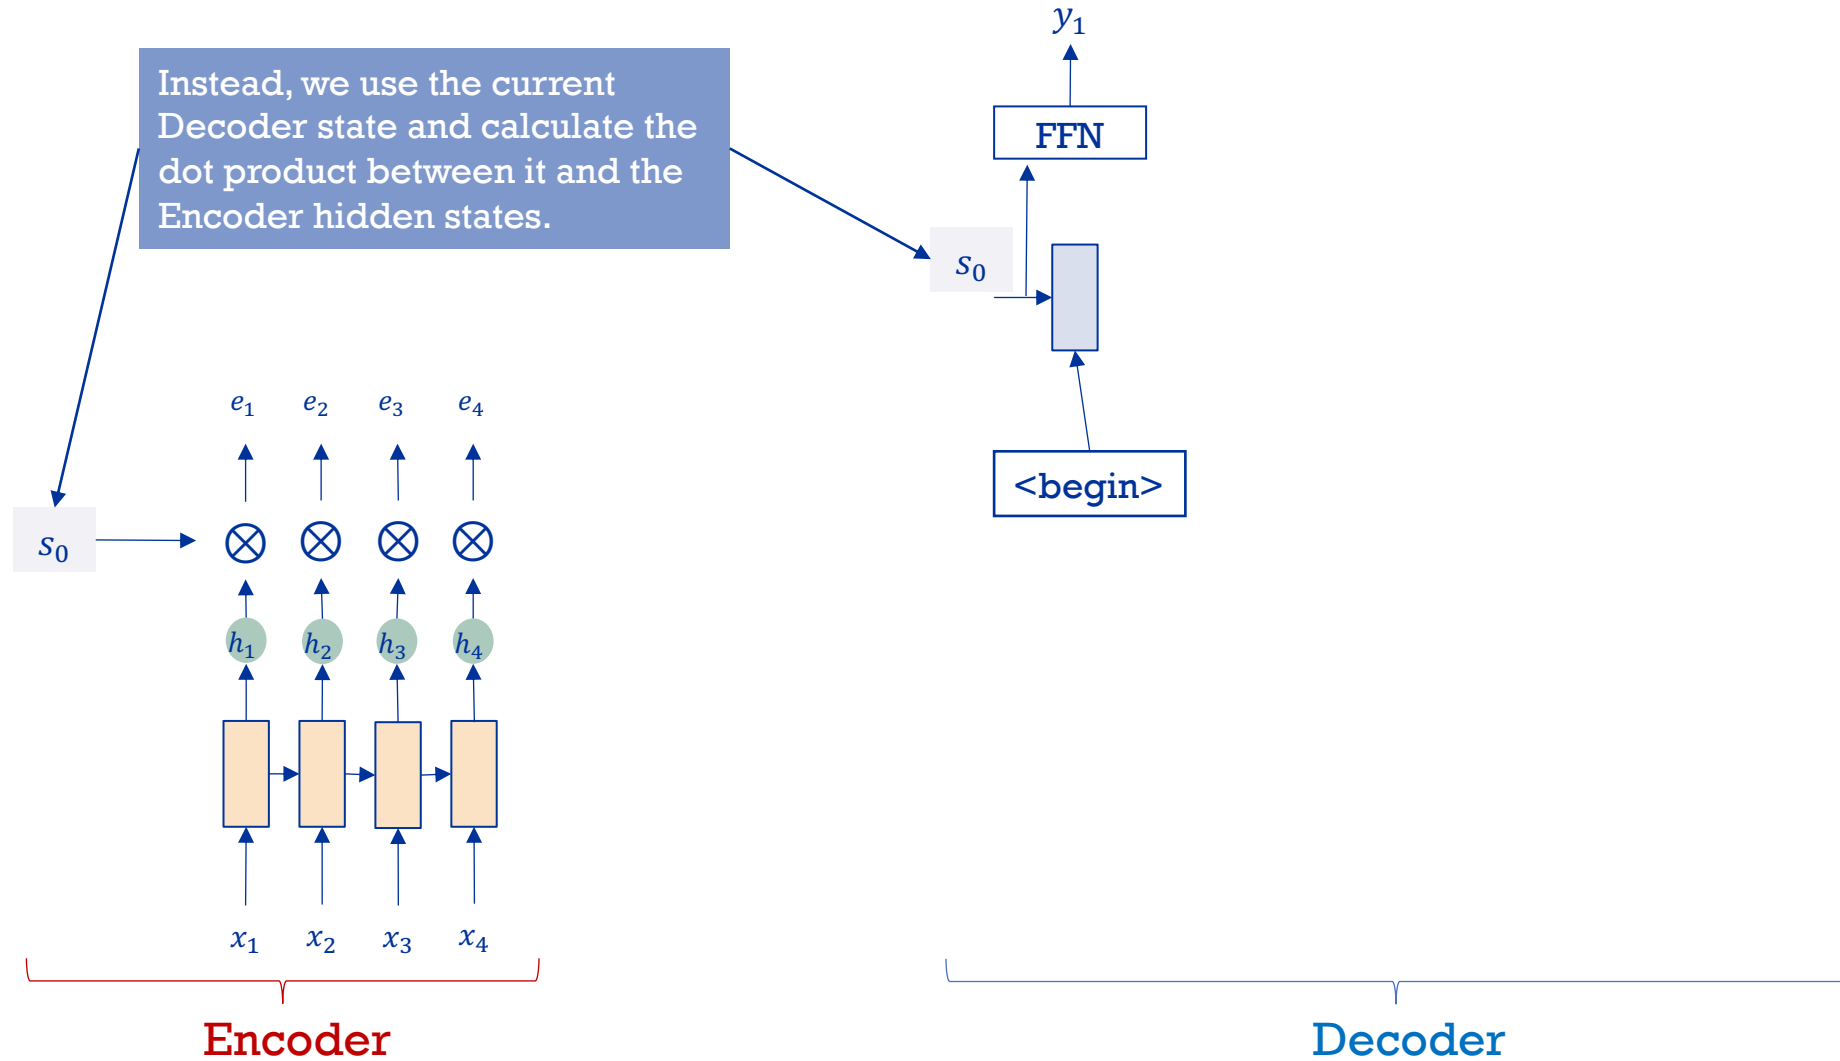 y₁
Instead, we use the current
Decoder state and calculate the
dot product between it and the
Encoder hidden states.
FFN
s₀
e₁ e₂ e₃ e₄
<begin>
s₀
h₁ h₂ h₃ h₄
x₁ x₂ x₃ x₄
Encoder
Decoder